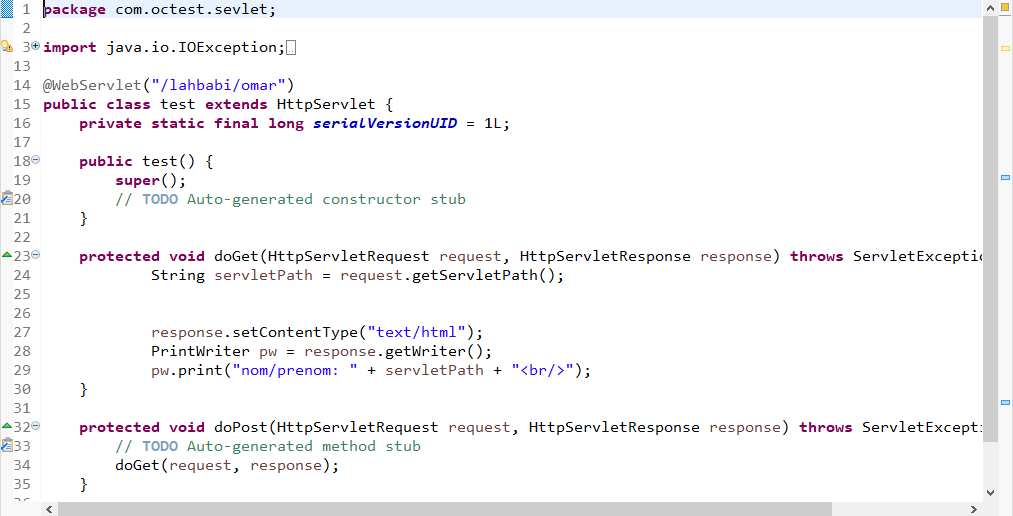 1 package com.octest.sevlet;
2
3 import java.io.IOException;
13
14 @WebServlet("/lahbabi/omar")
15 public class test extends HttpServlet {
16     private static final long serialVersionUID = 1L;
17
18     public test() {
19         super();
20         // TODO Auto-generated constructor stub
21     }
22
23     protected void doGet(HttpServletRequest request, HttpServletResponse response) throws ServletExceptio
24             String servletPath = request.getServletPath();
25
26
27             response.setContentType("text/html");
28             PrintWriter pw = response.getWriter();
29             pw.print("nom/prenom: " + servletPath + "<br/>");
30     }
31
32     protected void doPost(HttpServletRequest request, HttpServletResponse response) throws ServletExcept
33         // TODO Auto-generated method stub
34         doGet(request, response);
35     }